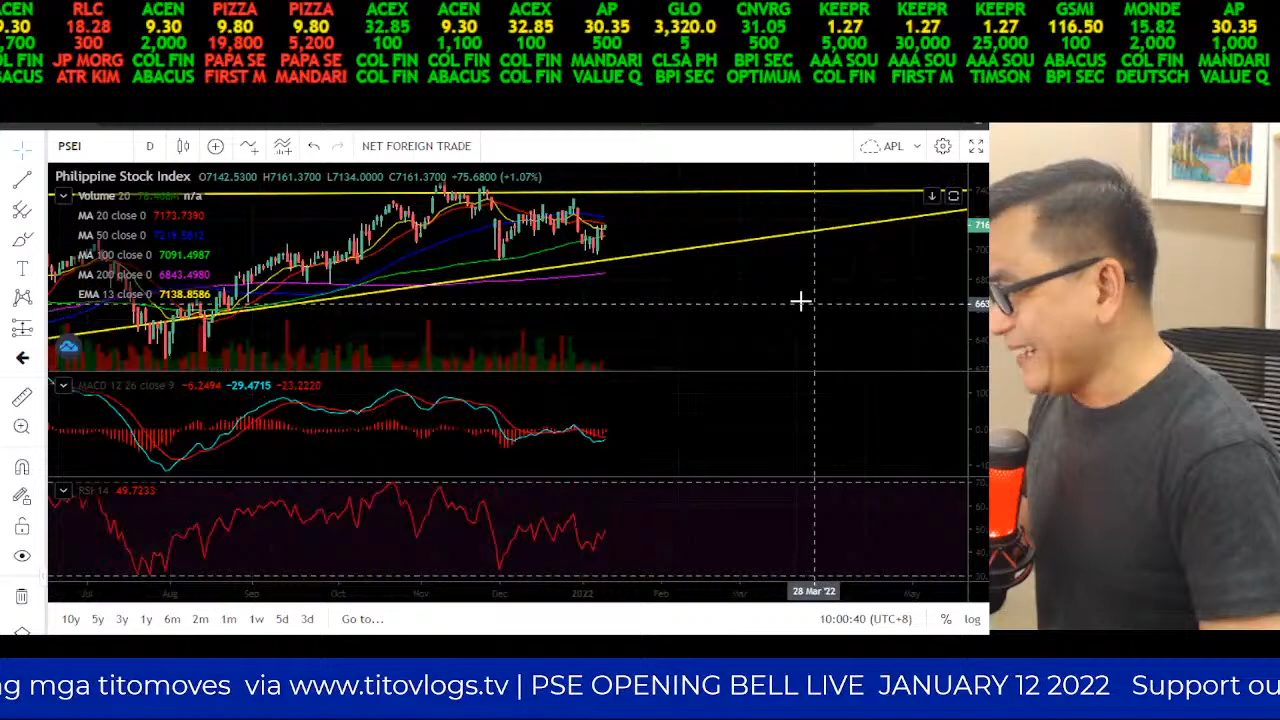 ACEN RLC ACEN PIZZA PIZZA ACEX ACEN ACEX AP GLO CNVRG KEEPR KEEPR KEEPR GSMI MONDE AP
9.30 18.28 9.30 9.80 9.80 32.85 9.30 32.85 30.35 3,320.0 31.05 1.27 1.27 1.27 116.50 15.82 30.35
,700 300 2,000 19,800 5,200 100 1,100 100 500 5 500 5,000 30,000 25,000 100 2,000 1,000
OL FIN JP MORG COL FIN PAPA SE PAPA SE COL FIN COL FIN COL FIN MANDARI CLSA PH BPI SEC AAA SOU AAA SOU AAA SOU ABACUS COL FIN MANDARI
BACUS ATR KIM ABACUS FIRST M MANDARI COL FIN ABACUS COL FIN VALUE Q BPI SEC OPTIMUM COL FIN FIRST M TIMSON BPI SEC DEUTSCH VALUE Q
PSEI D NET FOREIGN TRADE APL
Philippine Stock Index O7142.5300 H7161.3700 L7134.0000 C7161.3700 +75.6800 (+1.07%)
Volume 20 n/a
MA 20 close 0 7173.7390
MA 50 close 0 7219.5812
MA 100 close 0 7091.4987
MA 200 close 0 6843.4980
EMA 13 close 0 7138.8586
716
700
663
640
MACD 12 26 close 9 -6.2494 -29.4715 -23.2220
0.0
RSI 14 49.7233
Jul Aug Sep Oct Nov Dec 2022 Feb Mar 28 Mar '22 May
10y 5y 3y 1y 6m 2m 1m 1w 5d 3d Go to... 10:00:40 (UTC+8) % log
ng mga titomoves via www.titovlogs.tv | PSE OPENING BELL LIVE JANUARY 12 2022 Support ou